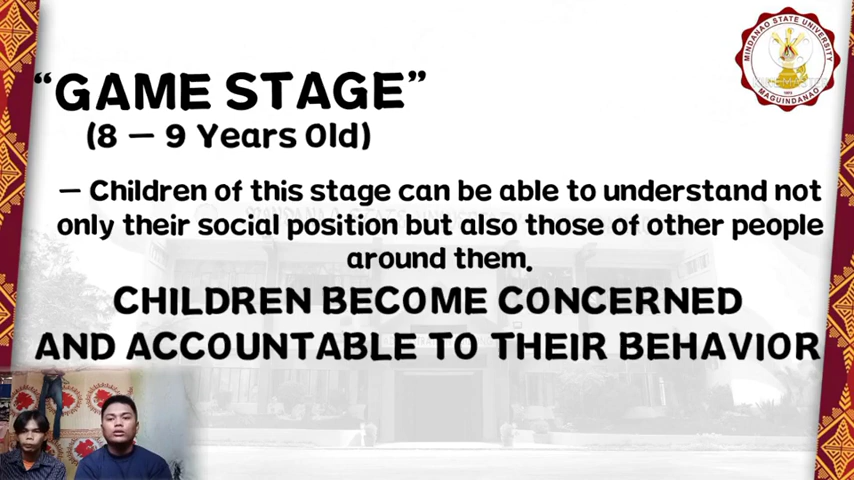 “GAME STAGE”
(8 – 9 Years Old)
– Children of this stage can be able to understand not
only their social position but also those of other people
around them.
CHILDREN BECOME CONCERNED
AND ACCOUNTABLE TO THEIR BEHAVIOR
MINDANAO STATE UNIVERSITY
MAGUINDANAO